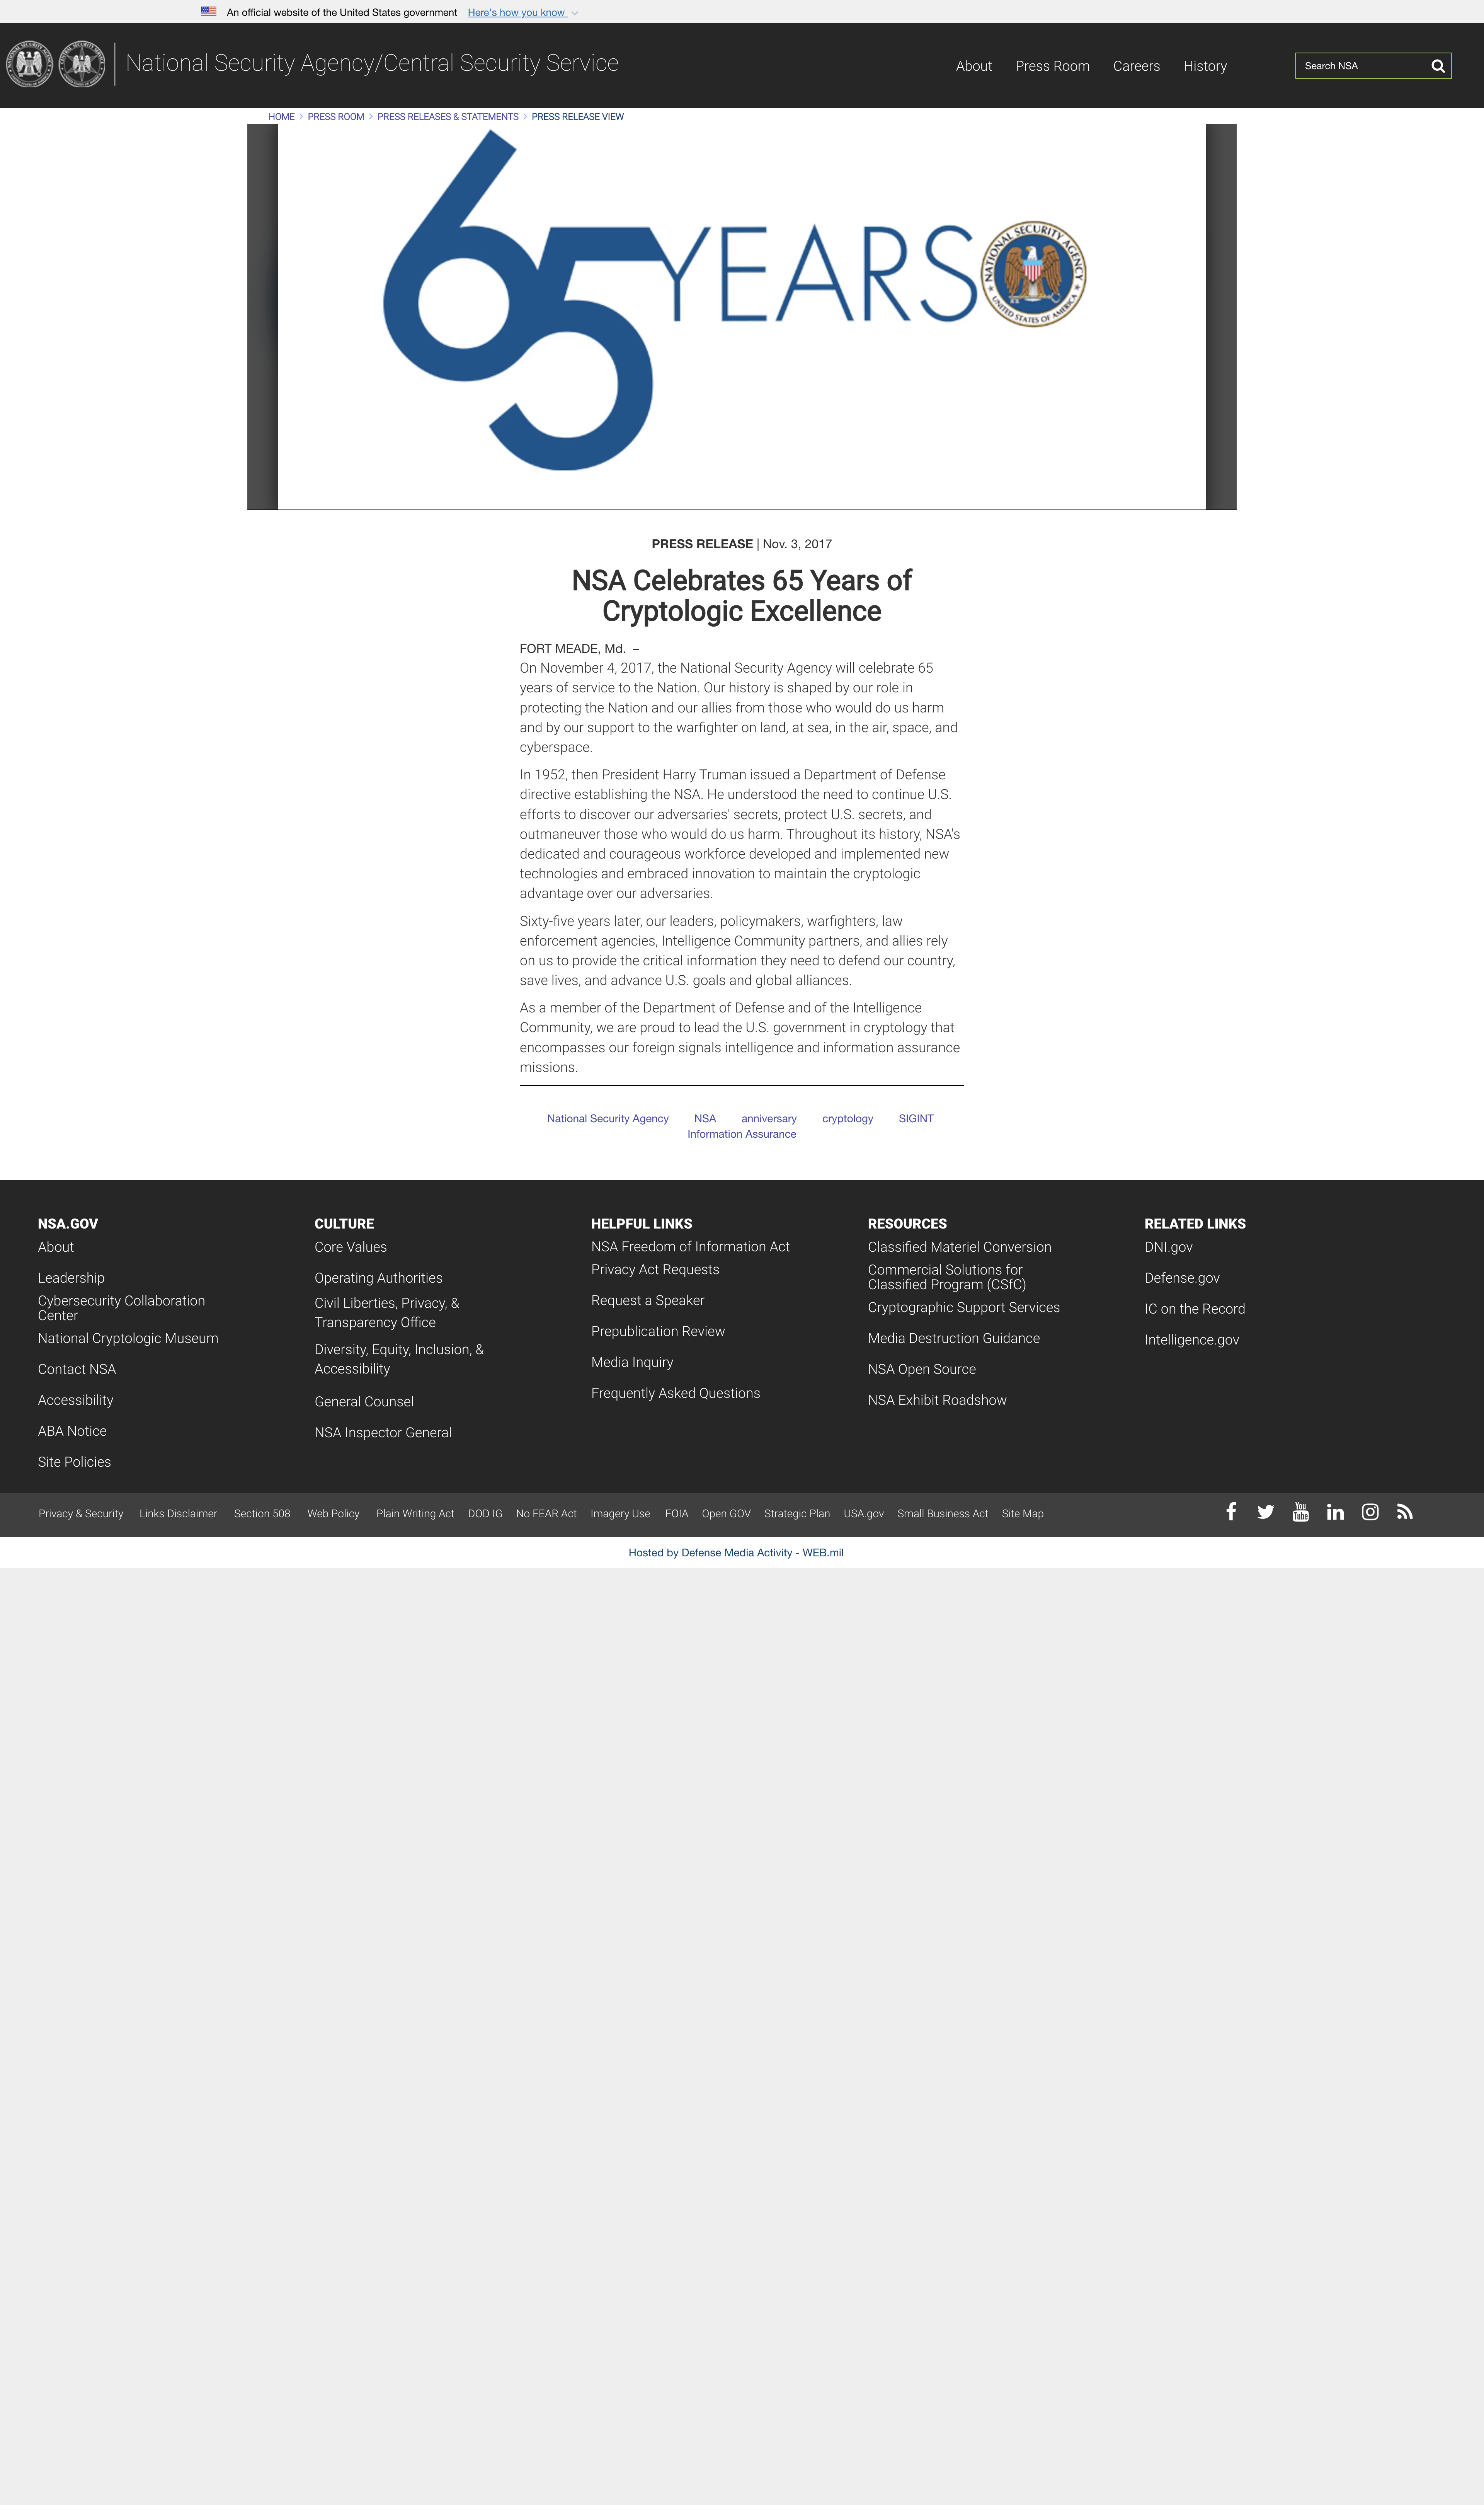 An official website of the United States government Here's how you know
National Security Agency/Central Security Service
About Press Room Careers History
Search NSA
HOME PRESS ROOM PRESS RELEASES & STATEMENTS PRESS RELEASE VIEW
65 YEARS
NATIONAL SECURITY AGENCY
UNITED STATES OF AMERICA
PRESS RELEASE | Nov. 3, 2017
NSA Celebrates 65 Years of
Cryptologic Excellence
FORT MEADE, Md. –
On November 4, 2017, the National Security Agency will celebrate 65
years of service to the Nation. Our history is shaped by our role in
protecting the Nation and our allies from those who would do us harm
and by our support to the warfighter on land, at sea, in the air, space, and
cyberspace.
In 1952, then President Harry Truman issued a Department of Defense
directive establishing the NSA. He understood the need to continue U.S.
efforts to discover our adversaries' secrets, protect U.S. secrets, and
outmaneuver those who would do us harm. Throughout its history, NSA's
dedicated and courageous workforce developed and implemented new
technologies and embraced innovation to maintain the cryptologic
advantage over our adversaries.
Sixty-five years later, our leaders, policymakers, warfighters, law
enforcement agencies, Intelligence Community partners, and allies rely
on us to provide the critical information they need to defend our country,
save lives, and advance U.S. goals and global alliances.
As a member of the Department of Defense and of the Intelligence
Community, we are proud to lead the U.S. government in cryptology that
encompasses our foreign signals intelligence and information assurance
missions.
National Security Agency NSA anniversary cryptology SIGINT
Information Assurance
NSA.GOV
About
Leadership
Cybersecurity Collaboration
Center
National Cryptologic Museum
Contact NSA
Accessibility
ABA Notice
Site Policies
CULTURE
Core Values
Operating Authorities
Civil Liberties, Privacy, &
Transparency Office
Diversity, Equity, Inclusion, &
Accessibility
General Counsel
NSA Inspector General
HELPFUL LINKS
NSA Freedom of Information Act
Privacy Act Requests
Request a Speaker
Prepublication Review
Media Inquiry
Frequently Asked Questions
RESOURCES
Classified Materiel Conversion
Commercial Solutions for
Classified Program (CSfC)
Cryptographic Support Services
Media Destruction Guidance
NSA Open Source
NSA Exhibit Roadshow
RELATED LINKS
DNI.gov
Defense.gov
IC on the Record
Intelligence.gov
Privacy & Security Links Disclaimer Section 508 Web Policy Plain Writing Act DOD IG No FEAR Act Imagery Use FOIA Open GOV Strategic Plan USA.gov Small Business Act Site Map
You
Tube
Hosted by Defense Media Activity - WEB.mil